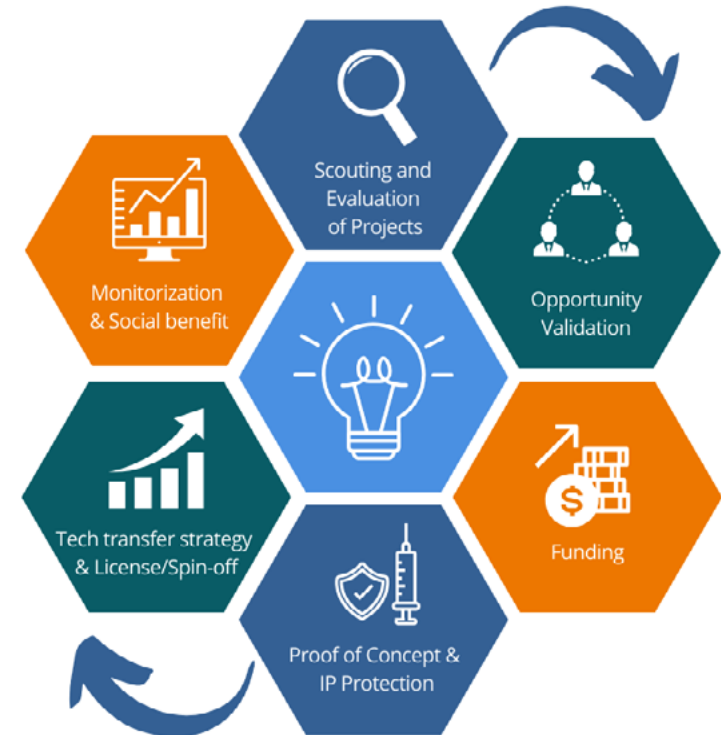 Scouting and
Evaluation
of Projects
Opportunity
Validation
$
Funding
Proof of Concept &
IP Protection
Tech transfer strategy
& License/Spin-off
Monitorization
& Social benefit